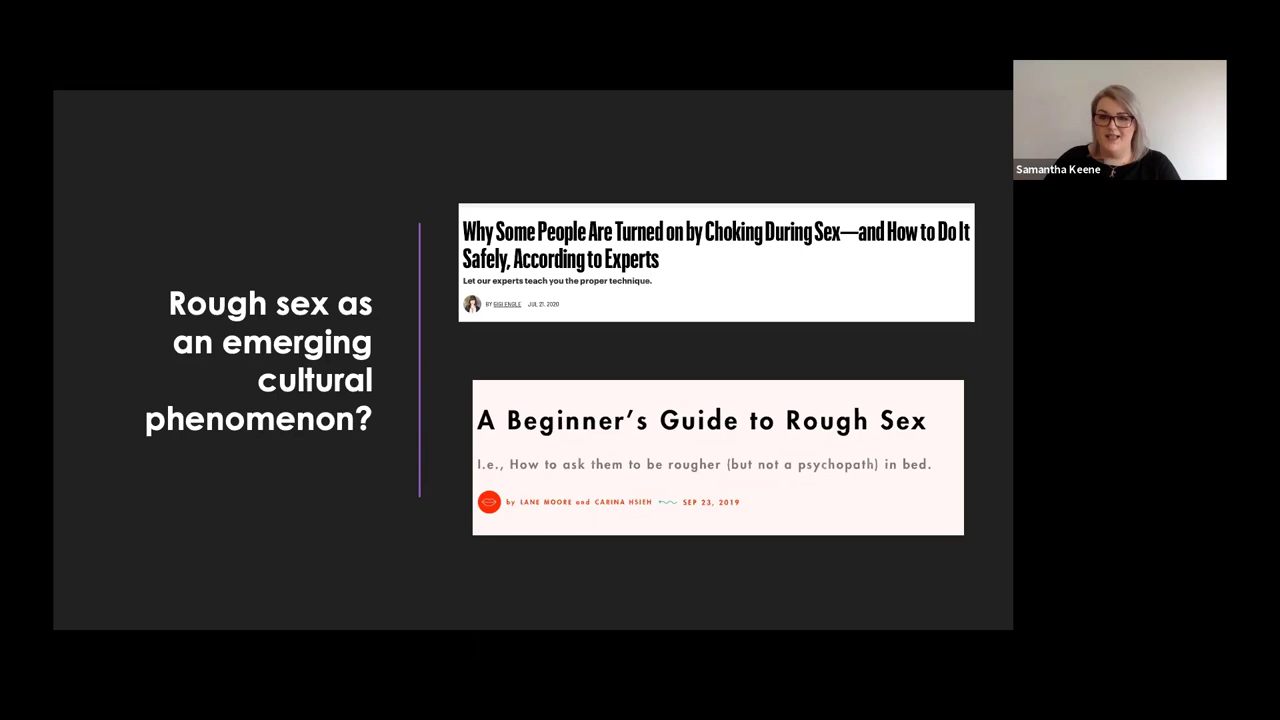 Rough sex as
an emerging
cultural
phenomenon?
Why Some People Are Turned on by Choking During Sex—and How to Do It
Safely, According to Experts
Let our experts teach you the proper technique.
BY GIGI ENGLE JUL 21, 2020
A Beginner's Guide to Rough Sex
I.e., How to ask them to be rougher (but not a psychopath) in bed.
by LANE MOORE and CARINA HSIEH SEP 23, 2019
Samantha Keene